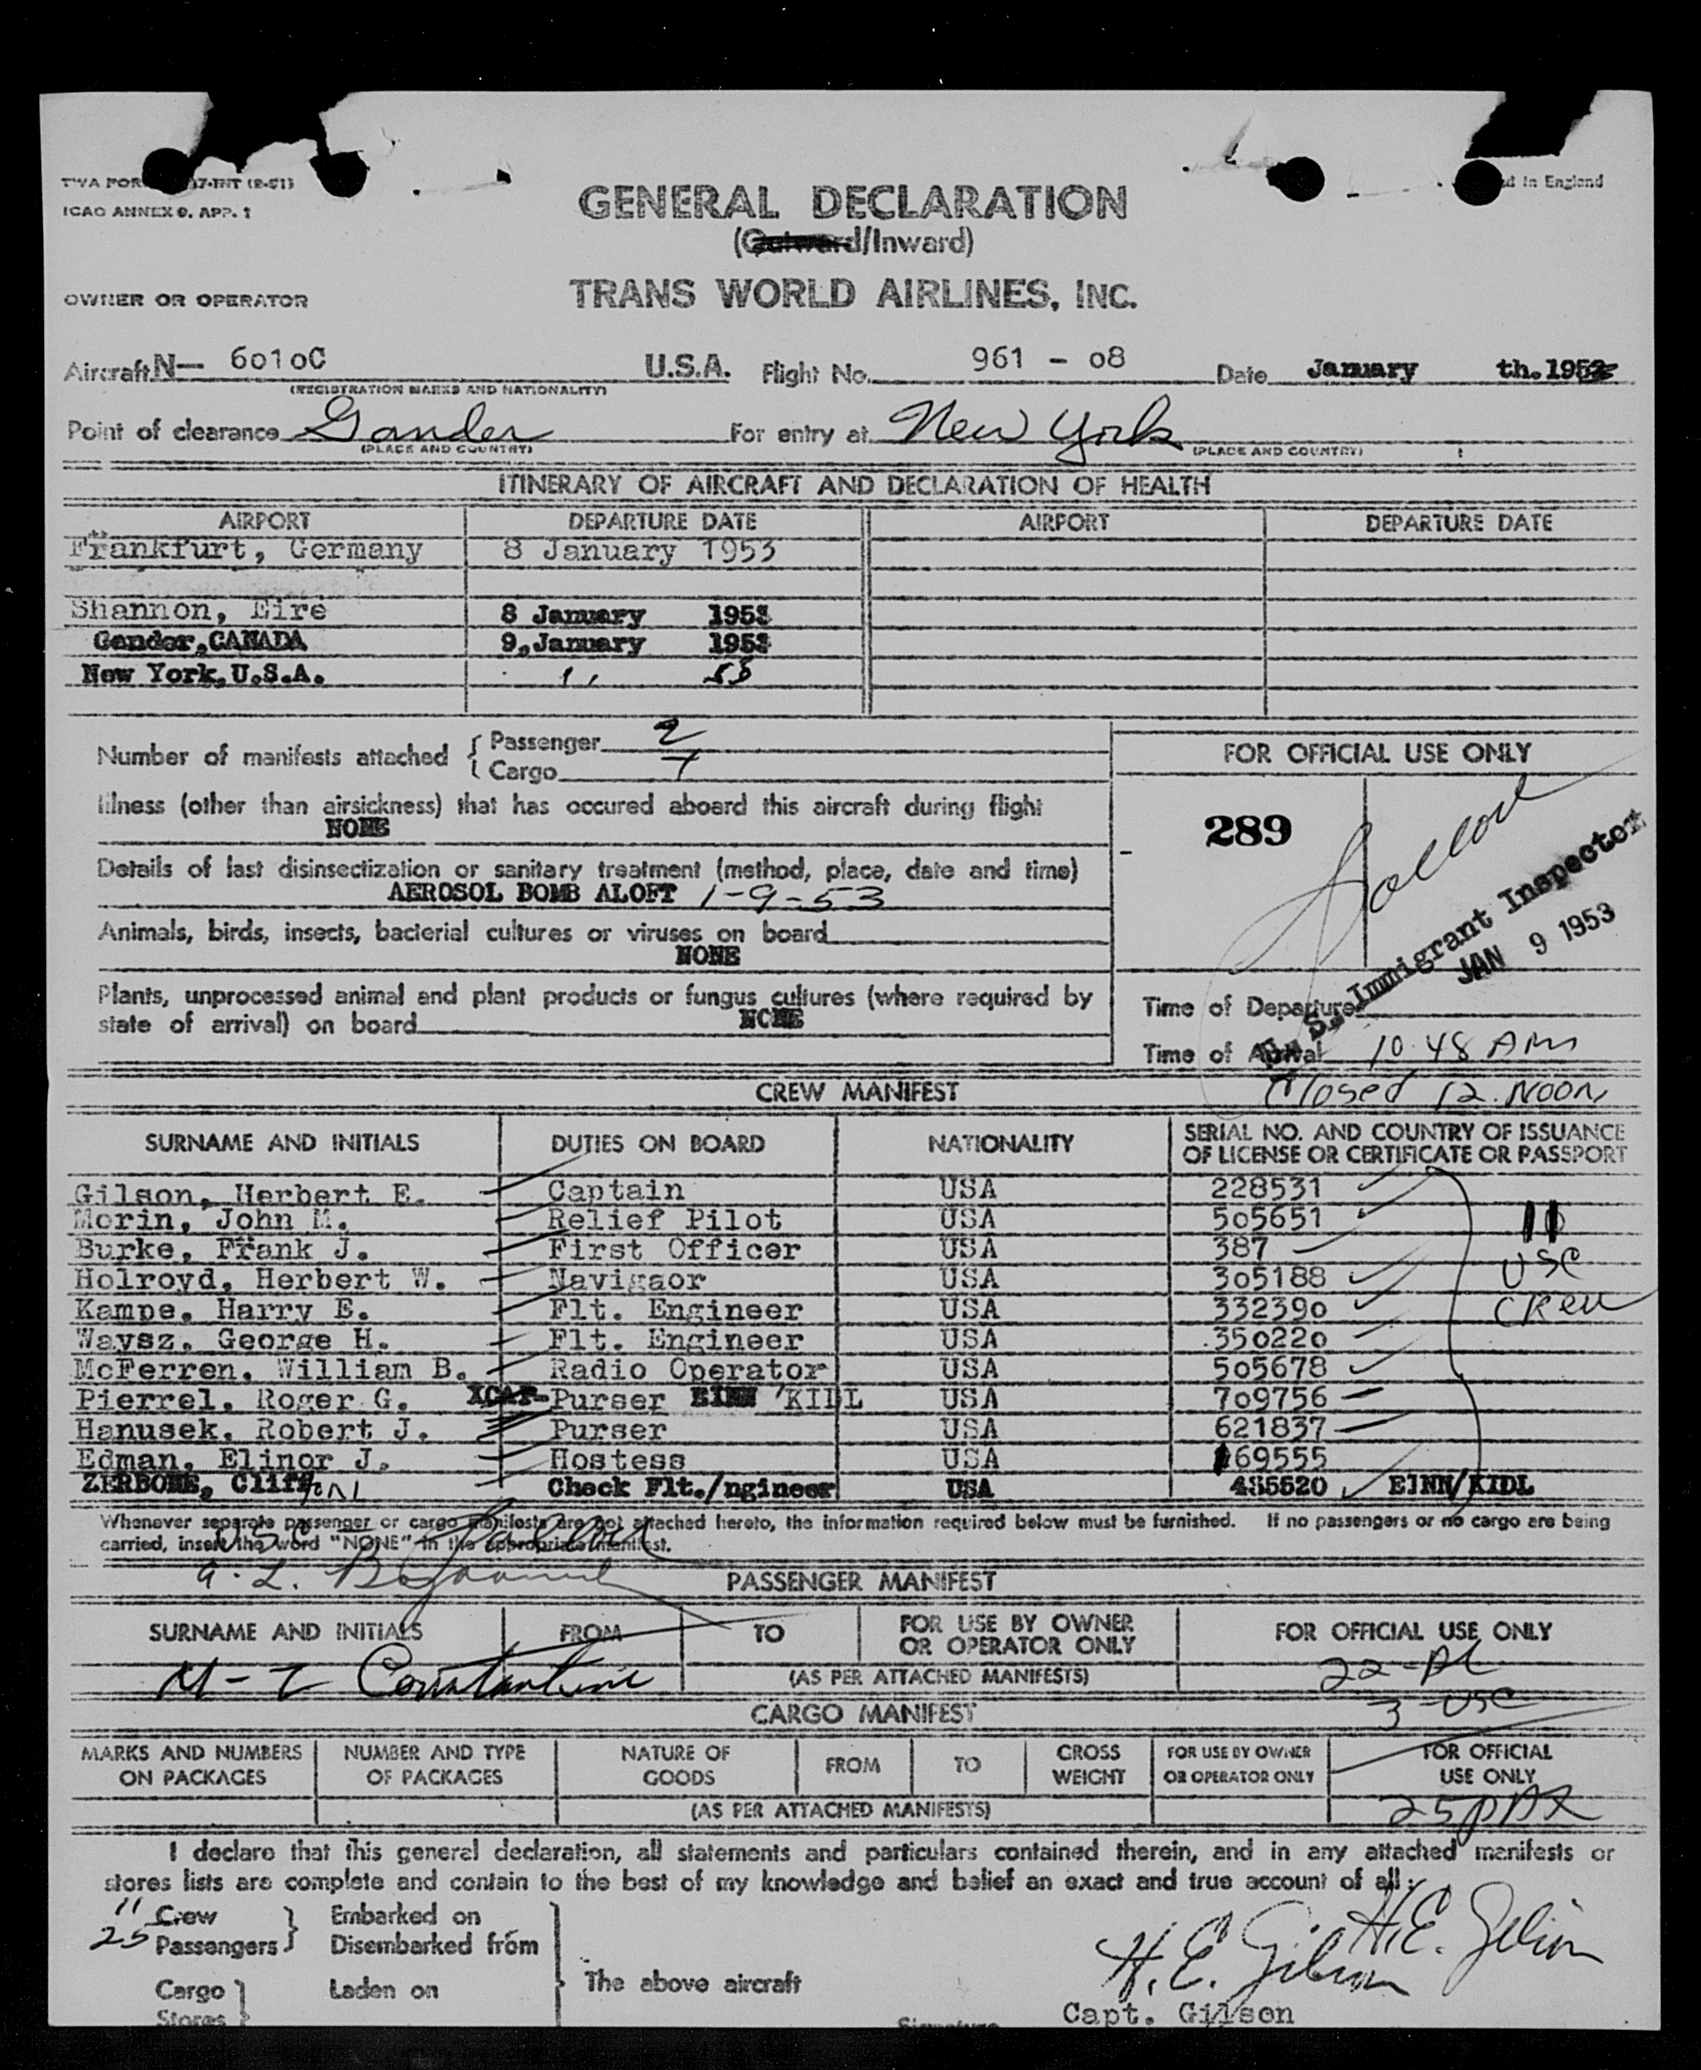 ICAO ANNEX 9, APP. 1
GENERAL DECLARATION
(Outward/Inward)
OWNER OR OPERATOR TRANS WORLD AIRLINES, INC.
Aircraft N— 6010C U.S.A. Flight No. 961 - 08 Date January th. 195
(REGISTRATION MARKS AND NATIONALITY)
Point of clearance Gander For entry at New York
(PLACE AND COUNTRY) (PLACE AND COUNTRY)
ITINERARY OF AIRCRAFT AND DECLARATION OF HEALTH
AIRPORT DEPARTURE DATE AIRPORT DEPARTURE DATE
Frankfurt, Germany 8 January 1953
Shannon, Eire 8 January 1953
Gander, CANADA 9, January 1953
New York, U.S.A. " 53
Number of manifests attached { Passenger 2
Cargo 7
FOR OFFICIAL USE ONLY
Illness (other than airsickness) that has occured aboard this aircraft during flight
NONE
289
Details of last disinsectization or sanitary treatment (method, place, date and time)
AEROSOL BOMB ALOFT 1-9-53
Animals, birds, insects, bacterial cultures or viruses on board
NONE
U. S. Immigrant Inspector
JAN 9 1953
Plants, unprocessed animal and plant products or fungus cultures (where required by
state of arrival) on board NONE
Time of Departure
Time of Arrival 10.48 AM
Closed 12. Noon
CREW MANIFEST
SURNAME AND INITIALS DUTIES ON BOARD NATIONALITY SERIAL NO. AND COUNTRY OF ISSUANCE
OF LICENSE OR CERTIFICATE OR PASSPORT
Gilson, Herbert E. Captain USA 228531
Morin, John M. Relief Pilot USA 505651
Burke, Frank J. First Officer USA 387
Holroyd, Herbert W. Navigaor USA 305188
Kampe, Harry E. Flt. Engineer USA 332390
Waysz, George H. Flt. Engineer USA 350220
McFerren, William B. Radio Operator USA 505678
Pierrel, Roger G. Purser EINN KIDL USA 709756
Hanusek, Robert J. Purser USA 621837
Edman, Elinor J. Hostess USA 169555
ZERBONE, Cliff Check Flt./ngineer USA 435520 EINN/KIDL
11
USC
Crew
Whenever separate passenger or cargo manifests are not attached hereto, the information required below must be furnished. If no passengers or no cargo are being
carried, insert the word "NONE" in the appropriate manifest.
PASSENGER MANIFEST
SURNAME AND INITIALS FROM TO FOR USE BY OWNER
OR OPERATOR ONLY FOR OFFICIAL USE ONLY
(AS PER ATTACHED MANIFESTS)
3-USC
CARGO MANIFEST
MARKS AND NUMBERS
ON PACKAGES NUMBER AND TYPE
OF PACKAGES NATURE OF
GOODS FROM TO GROSS
WEIGHT FOR USE BY OWNER
OR OPERATOR ONLY FOR OFFICIAL
USE ONLY
(AS PER ATTACHED MANIFESTS)
25 pax
I declare that this general declaration, all statements and particulars contained therein, and in any attached manifests or
stores lists are complete and contain to the best of my knowledge and belief an exact and true account of all:
11 Crew Embarked on
25 Passengers Disembarked from
Cargo Laden on The above aircraft
H. E. Gilson H. E. Gilson
Stores Signature Capt. Gilson